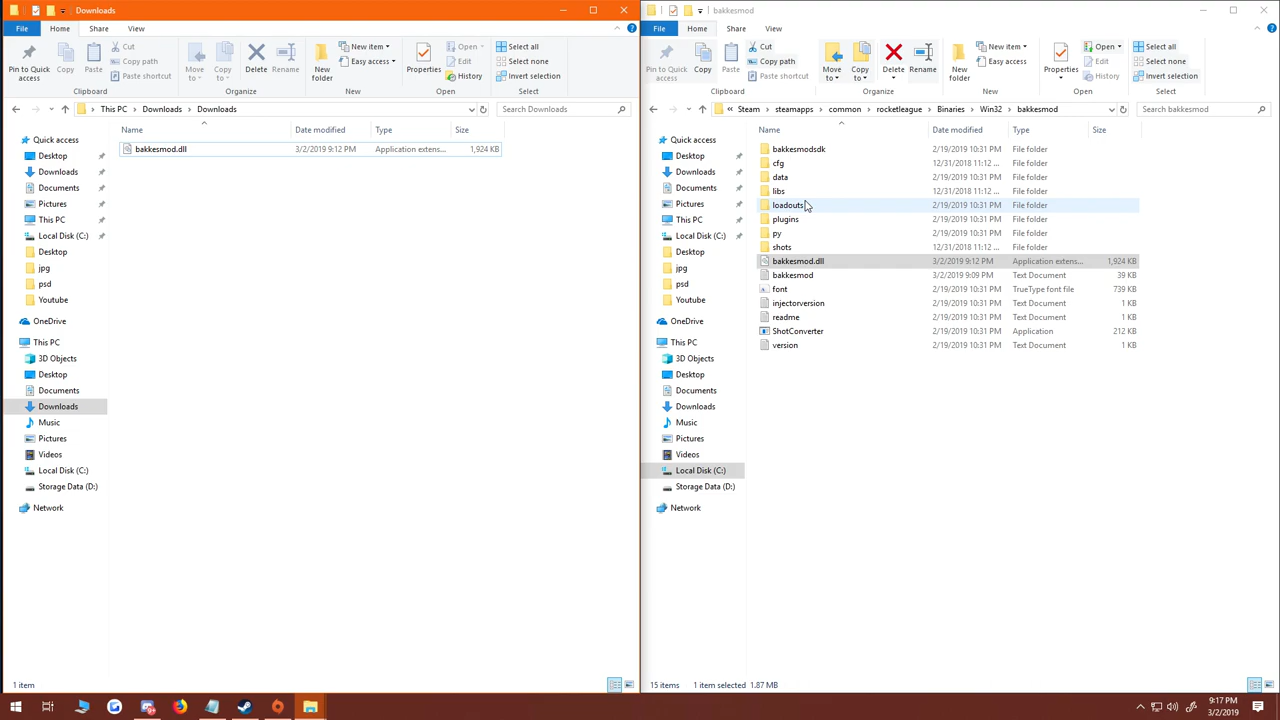 Downloads
File Home Share View
Pin to Quick access
Copy
Paste
Cut
Copy path
Paste shortcut
Clipboard
Move to
Copy to
Delete
Rename
Organize
New folder
New item
Easy access
New
Properties
Open
Edit
History
Open
Select all
Select none
Invert selection
Select
This PC Downloads Downloads
Search Downloads
Name Date modified Type Size
bakkesmod.dll 3/2/2019 9:12 PM Application extens... 1,924 KB
Quick access
Desktop
Downloads
Documents
Pictures
This PC
Local Disk (C:)
Desktop
jpg
psd
Youtube
OneDrive
This PC
3D Objects
Desktop
Documents
Downloads
Music
Pictures
Videos
Local Disk (C:)
Storage Data (D:)
Network
1 item
bakkesmod
File Home Share View
Pin to Quick access
Copy
Paste
Cut
Copy path
Paste shortcut
Clipboard
Move to
Copy to
Delete
Rename
Organize
New folder
New item
Easy access
New
Properties
Open
Edit
History
Open
Select all
Select none
Invert selection
Select
« Steam steamapps common rocketleague Binaries Win32 bakkesmod
Search bakkesmod
Name Date modified Type Size
bakkesmodsdk 2/19/2019 10:31 PM File folder
cfg 12/31/2018 11:12 ... File folder
data 2/19/2019 10:31 PM File folder
libs 12/31/2018 11:12 ... File folder
loadouts 2/19/2019 10:31 PM File folder
plugins 2/19/2019 10:31 PM File folder
py 2/19/2019 10:31 PM File folder
shots 12/31/2018 11:12 ... File folder
bakkesmod.dll 3/2/2019 9:12 PM Application extens... 1,924 KB
bakkesmod 3/2/2019 9:09 PM Text Document 39 KB
font 2/19/2019 10:31 PM TrueType font file 739 KB
injectorversion 2/19/2019 10:31 PM Text Document 1 KB
readme 2/19/2019 10:31 PM Text Document 1 KB
ShotConverter 2/19/2019 10:31 PM Application 212 KB
version 2/19/2019 10:31 PM Text Document 1 KB
Quick access
Desktop
Downloads
Documents
Pictures
This PC
Local Disk (C:)
Desktop
jpg
psd
Youtube
OneDrive
This PC
3D Objects
Desktop
Documents
Downloads
Music
Pictures
Videos
Local Disk (C:)
Storage Data (D:)
Network
15 items 1 item selected 1.87 MB
9:17 PM
3/2/2019